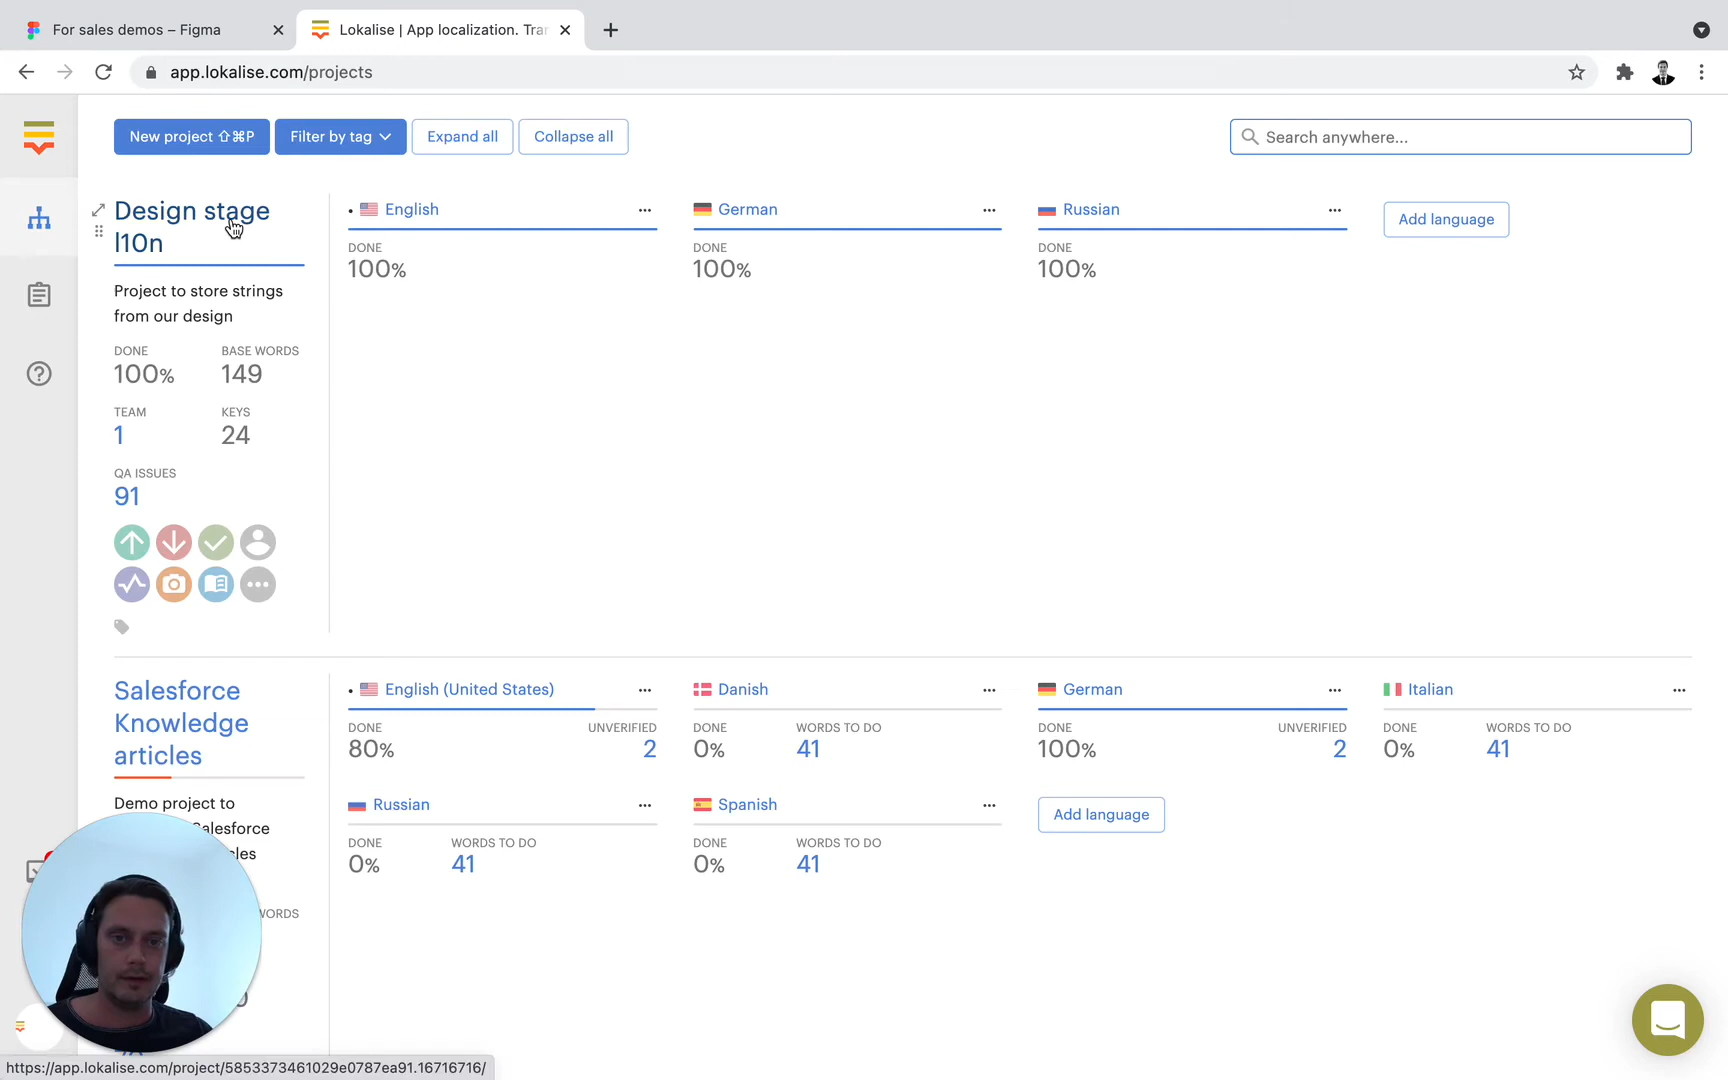 For sales demos – Figma
Lokalise | App localization. Tra
app.lokalise.com/projects
New project ⇧⌘P
Filter by tag
Expand all
Collapse all
Search anywhere...
Design stage
l10n
Project to store strings
from our design
DONE BASE WORDS
100% 149
TEAM KEYS
1 24
QA ISSUES
91
English
DONE
100%
German
DONE
100%
Russian
DONE
100%
Add language
Salesforce
Knowledge
articles
Demo project to
Salesforce
WORDS
English (United States)
DONE UNVERIFIED
80% 2
Danish
DONE WORDS TO DO
0% 41
German
DONE UNVERIFIED
100% 2
Italian
DONE WORDS TO DO
0% 41
Russian
DONE WORDS TO DO
0% 41
Spanish
DONE WORDS TO DO
0% 41
Add language
https://app.lokalise.com/project/5853373461029e0787ea91.16716716/